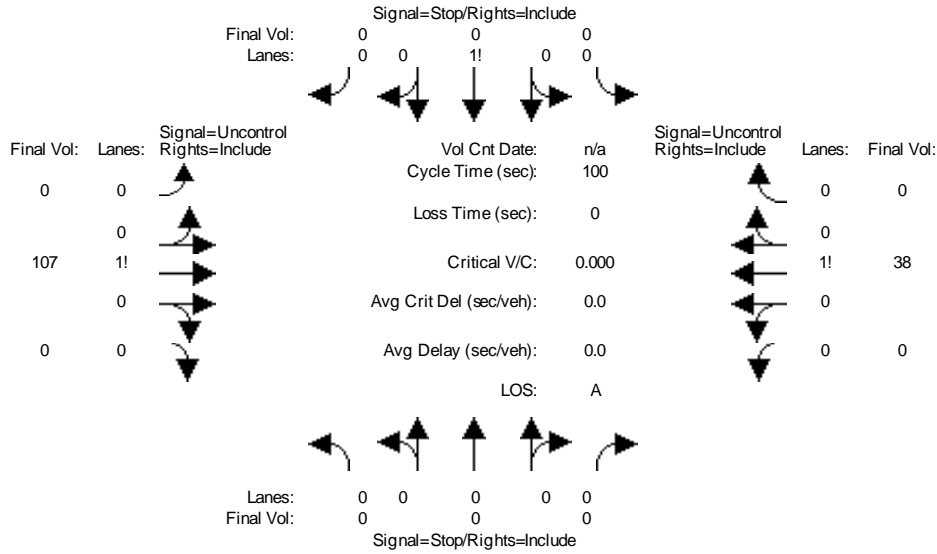 Signal=Stop/Rights=Include
Final Vol: 0 0 0
Lanes: 0 0 1! 0 0
Signal=Uncontrol Signal=Uncontrol
Final Vol: Lanes: Rights=Include Vol Cnt Date: n/a Rights=Include Lanes: Final Vol:
Cycle Time (sec): 100
0 0 0 0
Loss Time (sec): 0
0 0
107 1! Critical V/C: 0.000 1! 38
0 Avg Crit Del (sec/veh): 0.0 0
0 0 Avg Delay (sec/veh): 0.0 0 0
LOS: A
Lanes: 0 0 0 0 0
Final Vol: 0 0 0
Signal=Stop/Rights=Include